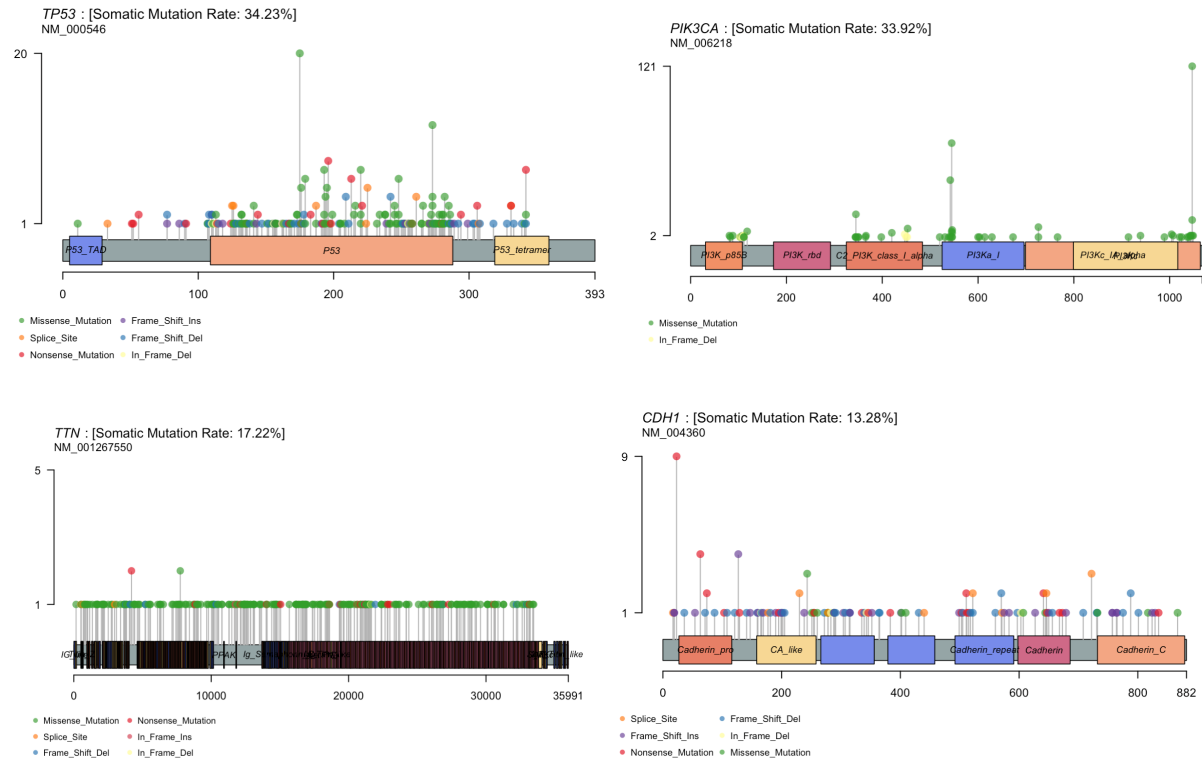 TP53 : [Somatic Mutation Rate: 34.23%]
NM_000546
20
1
P53_TAD
P53
P53_tetramer
0
100
200
300
393
Missense_Mutation
Frame_Shift_Ins
Splice_Site
Frame_Shift_Del
Nonsense_Mutation
In_Frame_Del
PIK3CA : [Somatic Mutation Rate: 33.92%]
NM_006218
121
2
PI3K_p85B
PI3K_rbd
C2_PI3K_class_I_alpha
PI3Ka_I
PI3Kc_IA_alpha
0
200
400
600
800
1000
Missense_Mutation
In_Frame_Del
TTN : [Somatic Mutation Rate: 17.22%]
NM_001267550
5
1
PPAK
0
10000
20000
30000
35991
Missense_Mutation
Nonsense_Mutation
Splice_Site
In_Frame_Ins
Frame_Shift_Del
In_Frame_Del
CDH1 : [Somatic Mutation Rate: 13.28%]
NM_004360
9
1
Cadherin_pro
CA_like
Cadherin_repeat
Cadherin
Cadherin_C
0
200
400
600
800
882
Splice_Site
Frame_Shift_Del
Frame_Shift_Ins
In_Frame_Del
Nonsense_Mutation
Missense_Mutation